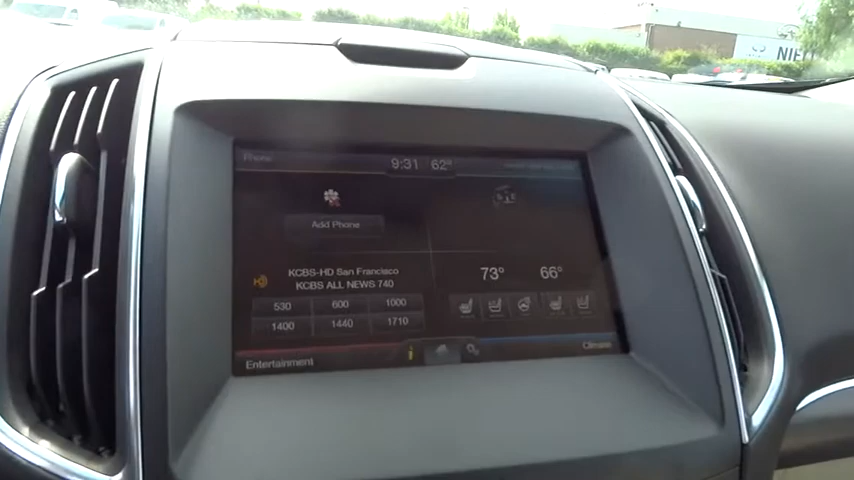 NIELL
Phone
9:31 62°
Add Phone
KCBS-HD San Francisco
KCBS ALL NEWS 740
530 600 1000
1400 1440 1710
73° 66°
Entertainment
i
Climate